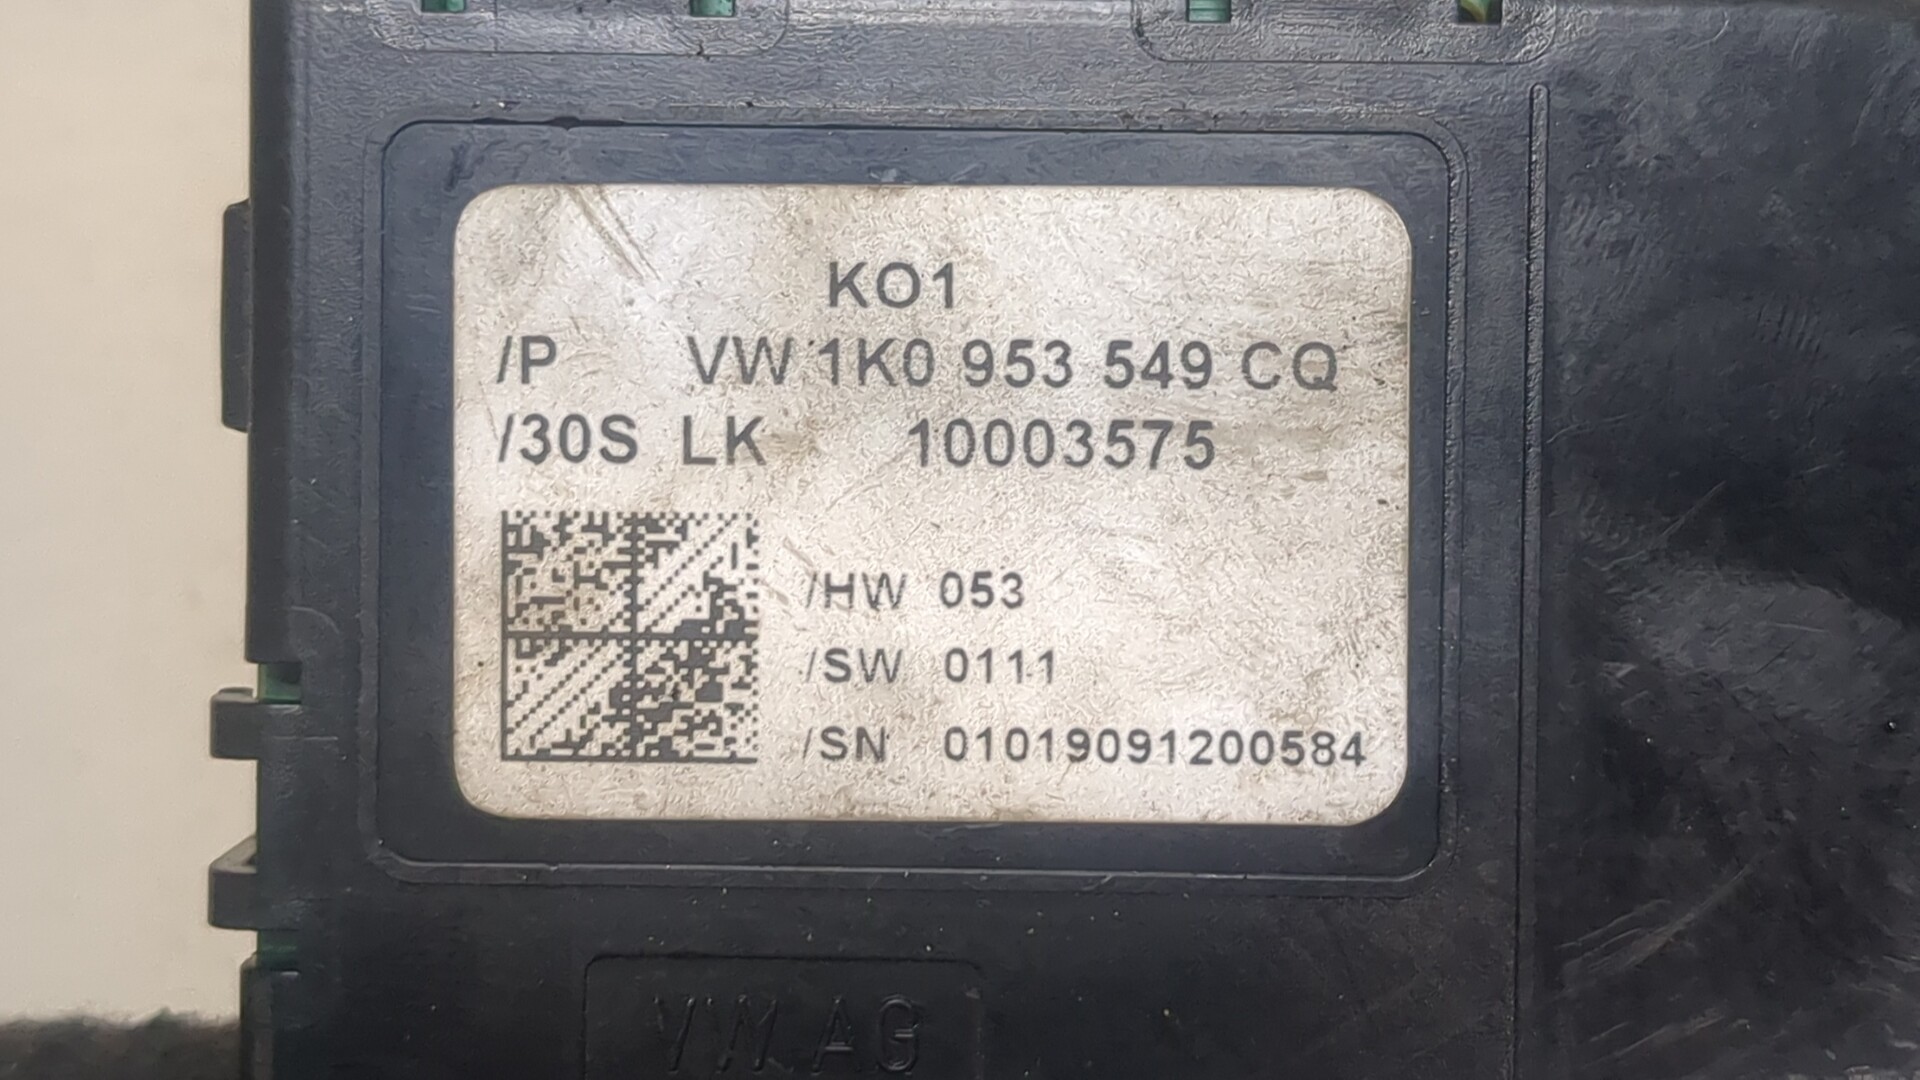 KO1
/P VW 1K0 953 549 CQ
/30S LK 10003575
/HW 053
/SW 0111
/SN 01019091200584
VW AG